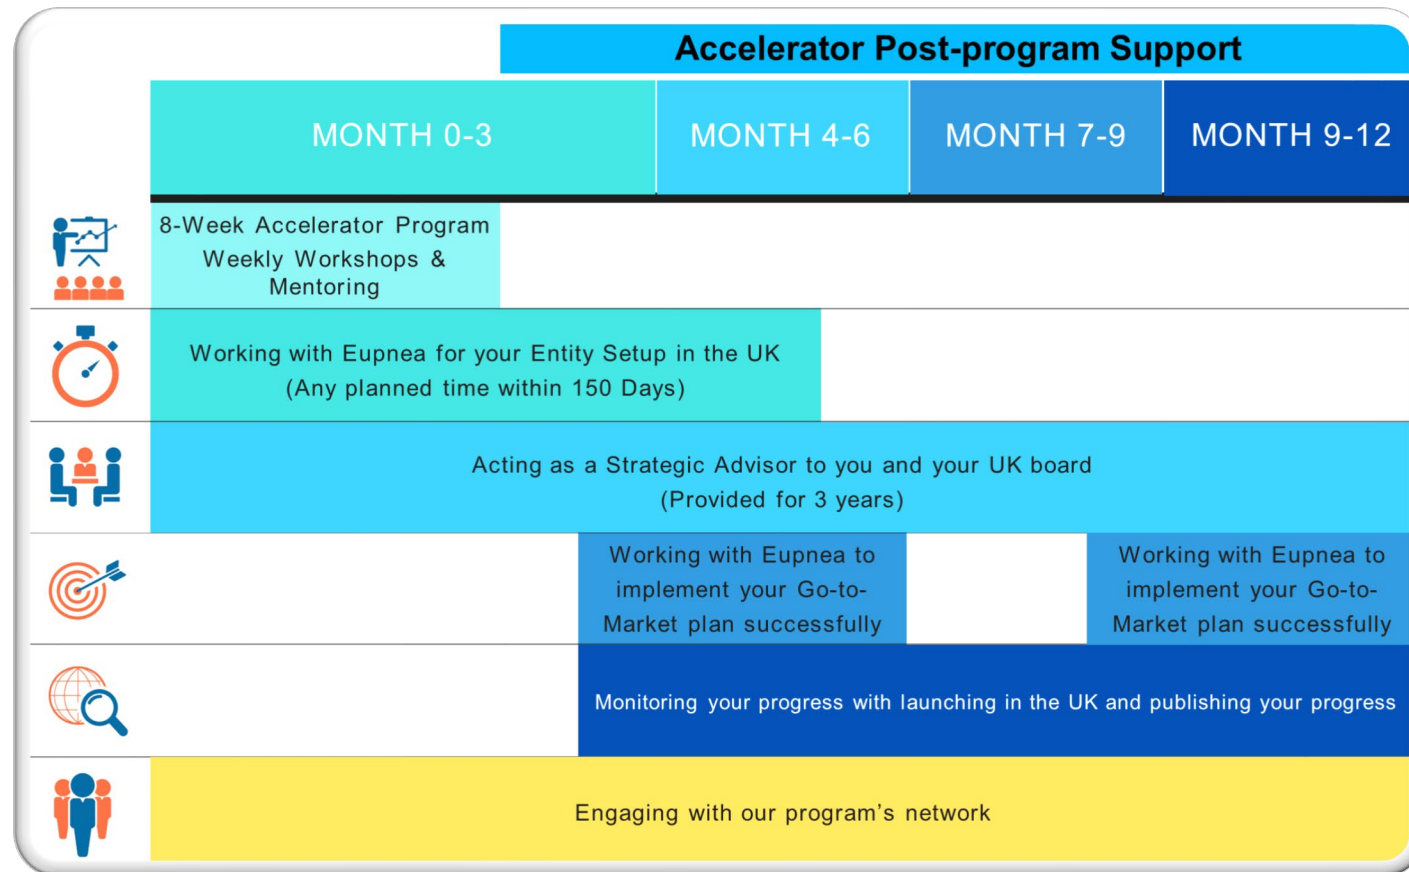 Accelerator Post-program Support
MONTH 0-3
MONTH 4-6
MONTH 7-9
MONTH 9-12
8-Week Accelerator Program
Weekly Workshops &
Mentoring
Working with Eupnea for your Entity Setup in the UK
(Any planned time within 150 Days)
Acting as a Strategic Advisor to you and your UK board
(Provided for 3 years)
Working with Eupnea to
implement your Go-to-
Market plan successfully
Working with Eupnea to
implement your Go-to-
Market plan successfully
Monitoring your progress with launching in the UK and publishing your progress
Engaging with our program’s network